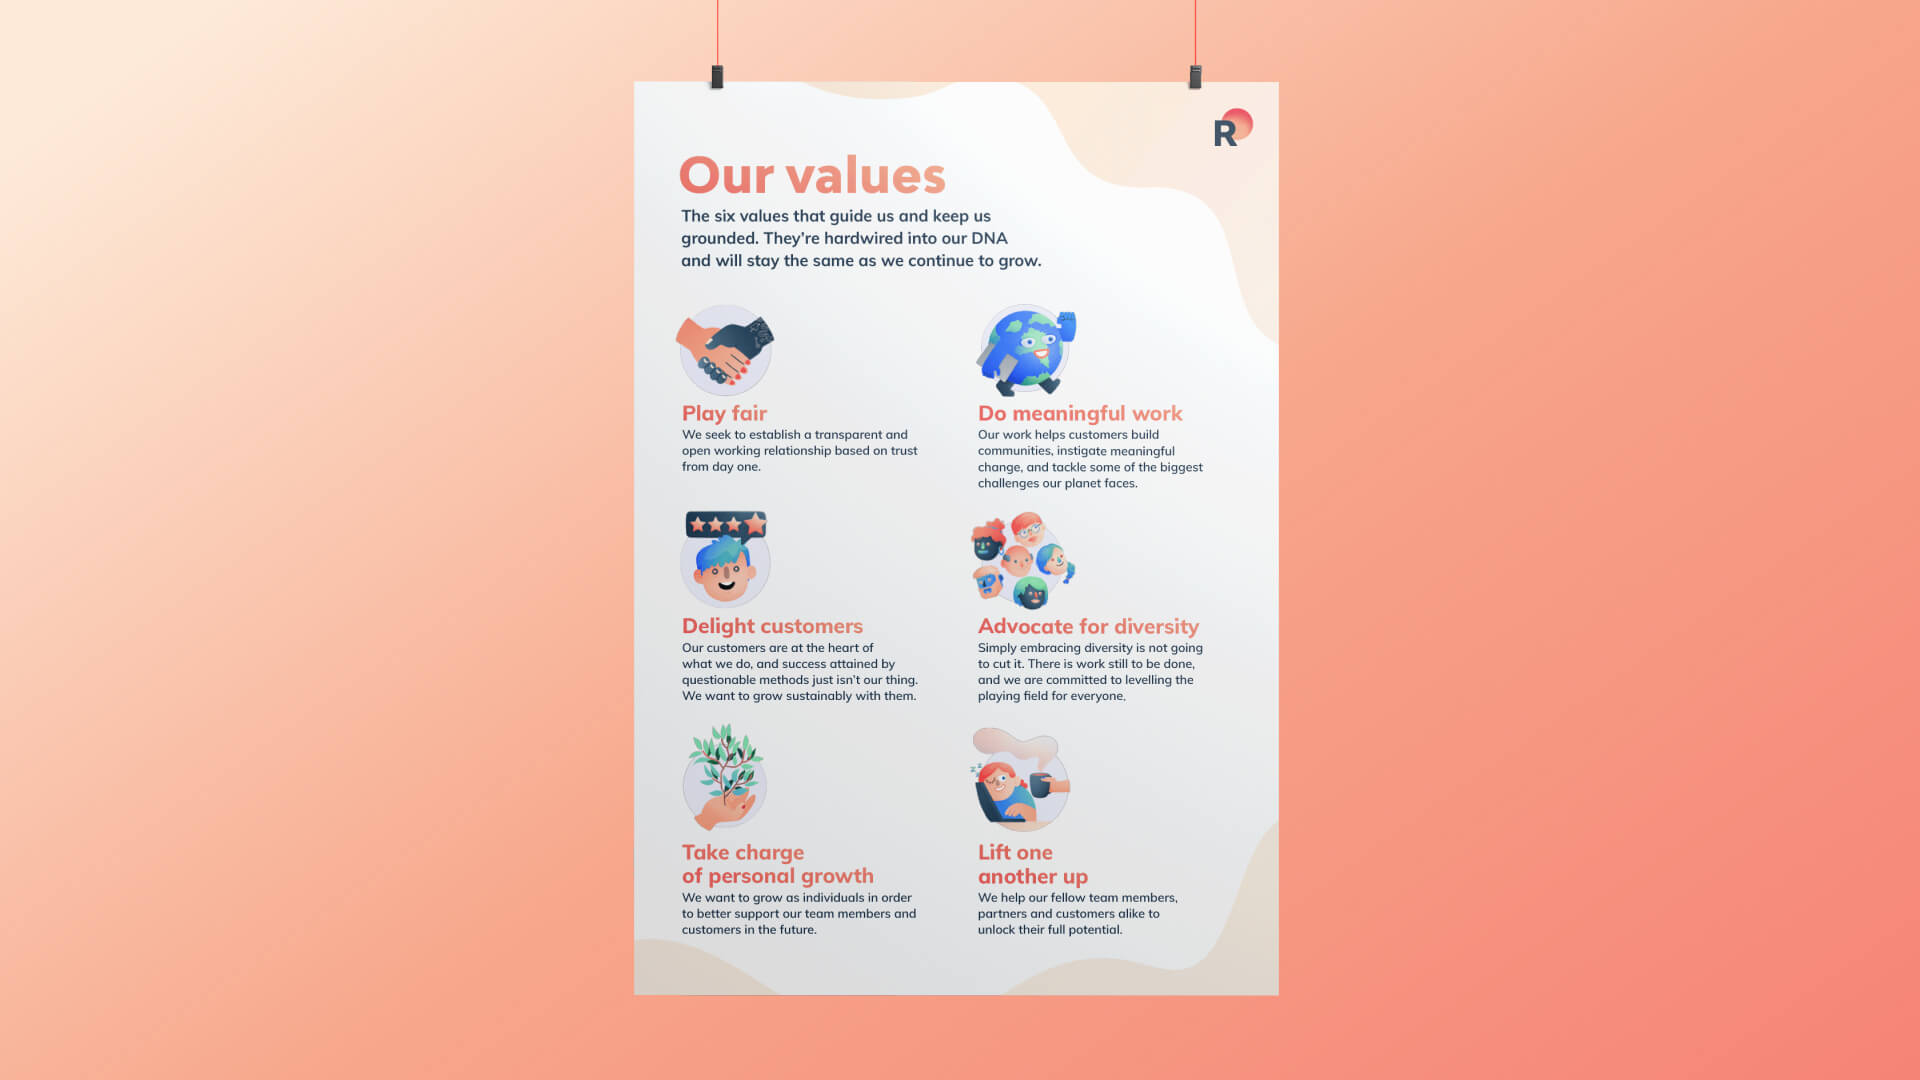 R
Our values
The six values that guide us and keep us
grounded. They're hardwired into our DNA
and will stay the same as we continue to grow.
Play fair
We seek to establish a transparent and
open working relationship based on trust
from day one.
Do meaningful work
Our work helps customers build
communities, instigate meaningful
change, and tackle some of the biggest
challenges our planet faces.
Delight customers
Our customers are at the heart of
what we do, and success attained by
questionable methods just isn't our thing.
We want to grow sustainably with them.
Advocate for diversity
Simply embracing diversity is not going
to cut it. There is work still to be done,
and we are committed to levelling the
playing field for everyone.
Take charge
of personal growth
We want to grow as individuals in order
to better support our team members and
customers in the future.
z z
z
Lift one
another up
We help our fellow team members,
partners and customers alike to
unlock their full potential.